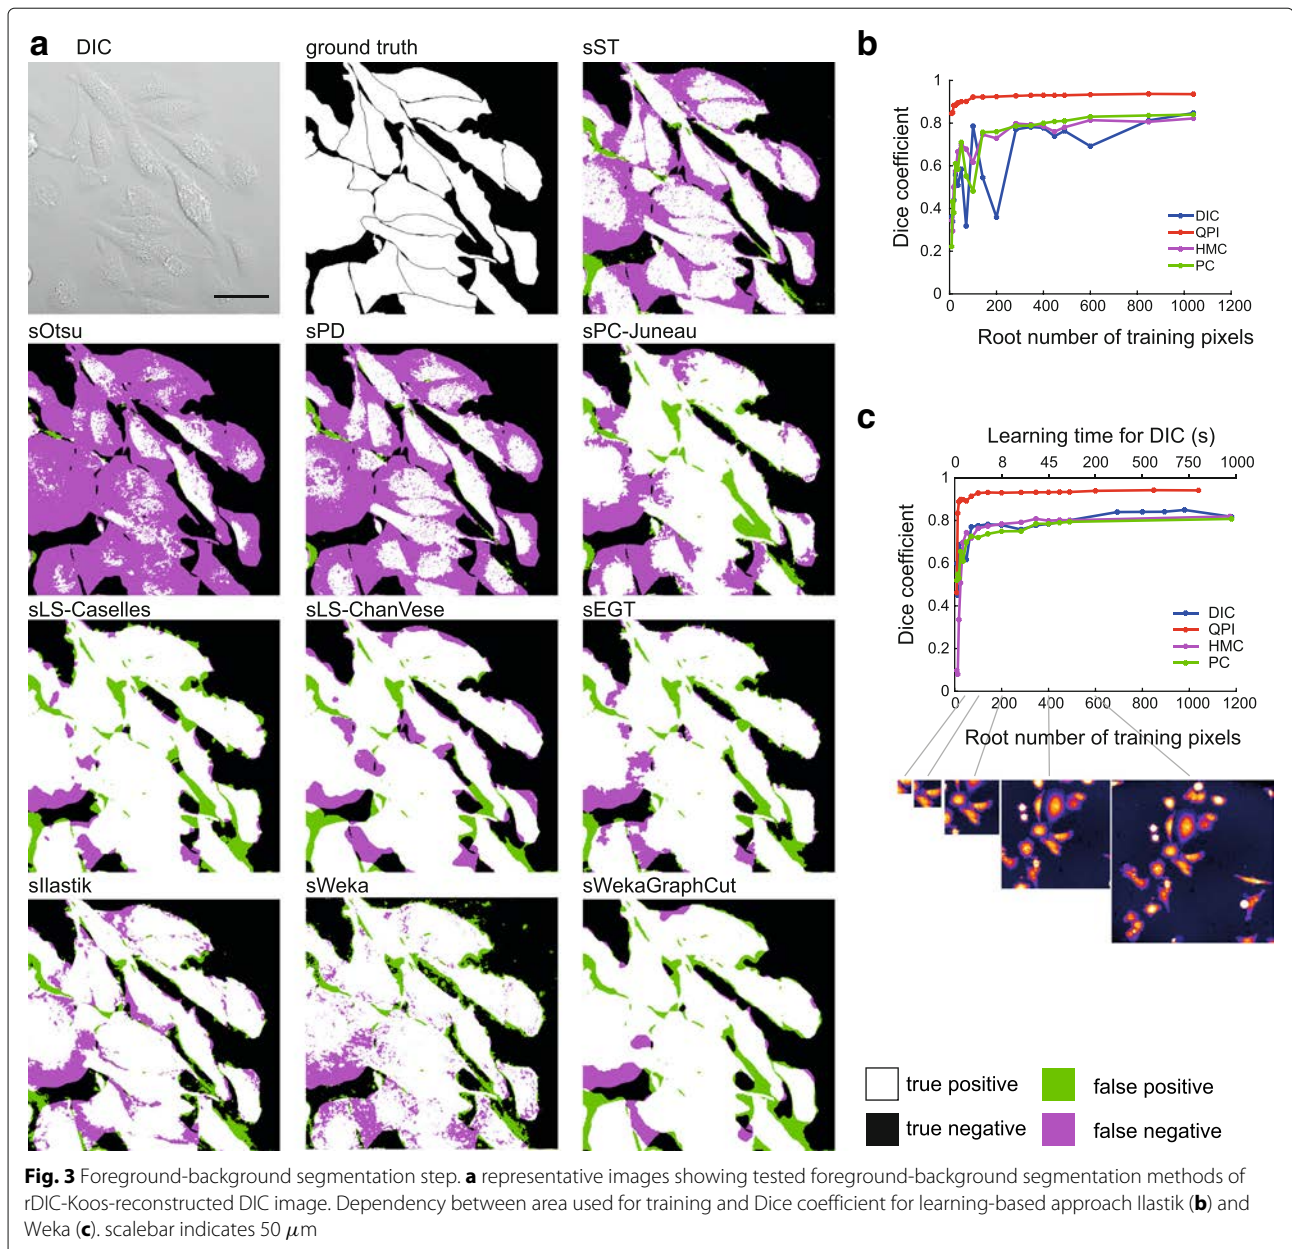 a DIC
ground truth
sST
sOtsu
sPD
sPC-Juneau
sLS-Caselles
sLS-ChanVese
sEGT
sIlastik
sWeka
sWekaGraphCut
b
1
0.8
0.6
0.4
0.2
0
Dice coefficient
DIC
QPI
HMC
PC
0 200 400 600 800 1000 1200
Root number of training pixels
c
Learning time for DIC (s)
0 8 45 200 500 750 1000
1
0.8
0.6
0.4
0.2
0
Dice coefficient
DIC
QPI
HMC
PC
0 200 400 600 800 1000 1200
Root number of training pixels
true positive
false positive
true negative
false negative
Fig. 3 Foreground-background segmentation step. a representative images showing tested foreground-background segmentation methods of
rDIC-Koos-reconstructed DIC image. Dependency between area used for training and Dice coefficient for learning-based approach Ilastik (b) and
Weka (c). scalebar indicates 50 μm